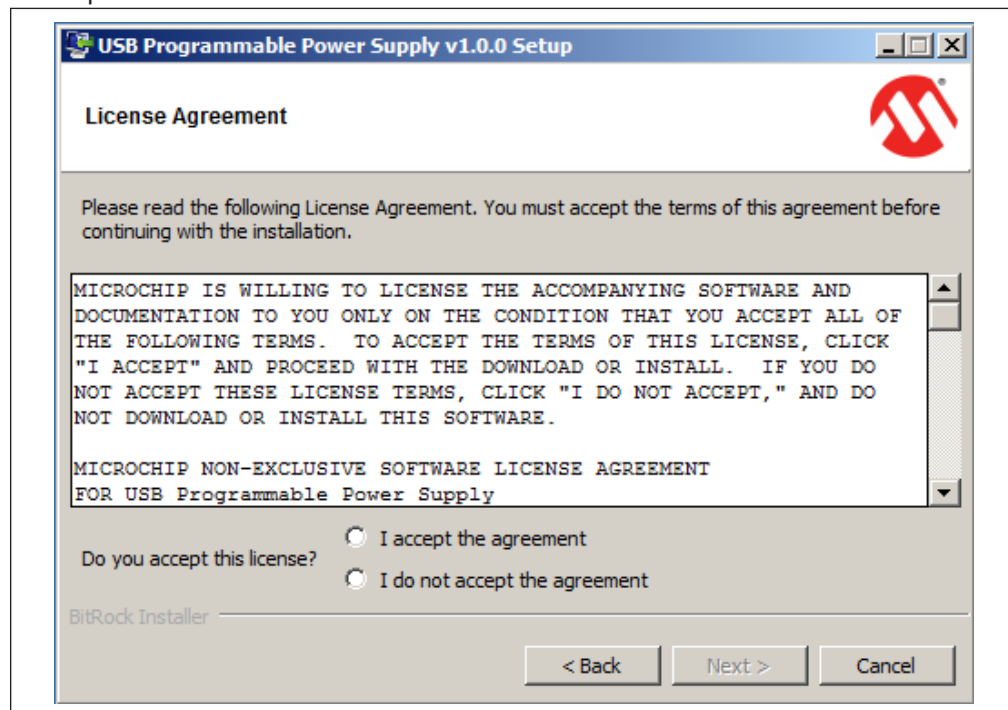 USB Programmable Power Supply v1.0.0 Setup
License Agreement
Please read the following License Agreement. You must accept the terms of this agreement before
continuing with the installation.
MICROCHIP IS WILLING TO LICENSE THE ACCOMPANYING SOFTWARE AND
DOCUMENTATION TO YOU ONLY ON THE CONDITION THAT YOU ACCEPT ALL OF
THE FOLLOWING TERMS.  TO ACCEPT THE TERMS OF THIS LICENSE, CLICK
"I ACCEPT" AND PROCEED WITH THE DOWNLOAD OR INSTALL.  IF YOU DO
NOT ACCEPT THESE LICENSE TERMS, CLICK "I DO NOT ACCEPT," AND DO
NOT DOWNLOAD OR INSTALL THIS SOFTWARE.
MICROCHIP NON-EXCLUSIVE SOFTWARE LICENSE AGREEMENT
FOR USB Programmable Power Supply
Do you accept this license?
I accept the agreement
I do not accept the agreement
BitRock Installer
< Back
Next >
Cancel